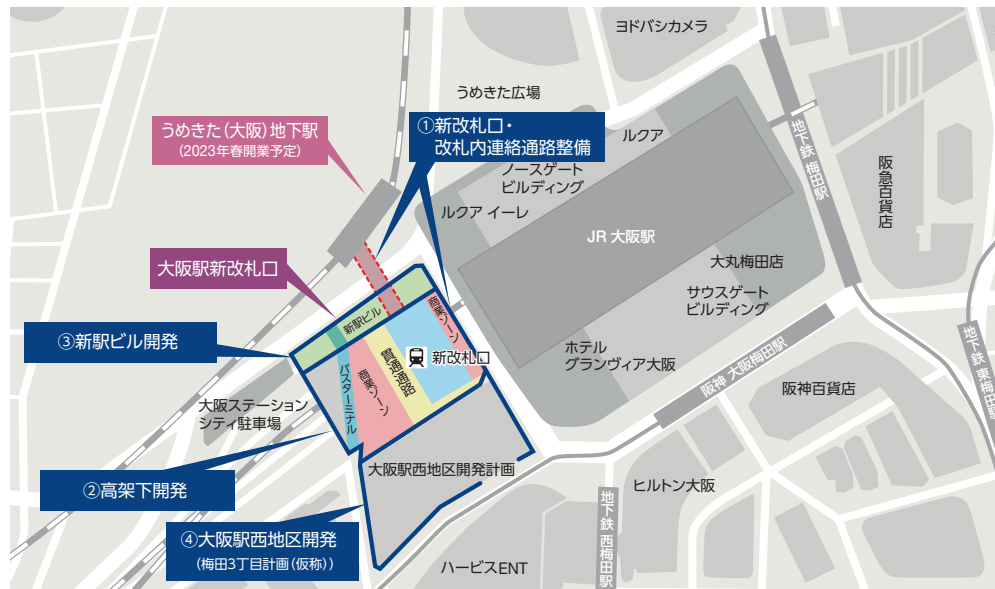 ヨドバシカメラ
うめきた広場
うめきた(大阪)地下駅
(2023年春開業予定)
①新改札口・
改札内連絡通路整備
ルクア
ノースゲート
ビルディング
ルクア イーレ
地下鉄 梅田駅
阪急百貨店
JR 大阪駅
大阪駅新改札口
大丸梅田店
サウスゲート
ビルディング
③新駅ビル開発
新駅ビル
商業ゾーン
新改札口
貫通通路
商業ゾーン
バスターミナル
ホテル
グランヴィア大阪
阪神 大阪梅田駅
地下鉄 東梅田駅
阪神百貨店
大阪ステーション
シティ駐車場
②高架下開発
大阪駅西地区開発計画
ヒルトン大阪
地下鉄 西梅田駅
④大阪駅西地区開発
(梅田3丁目計画(仮称))
ハービスENT